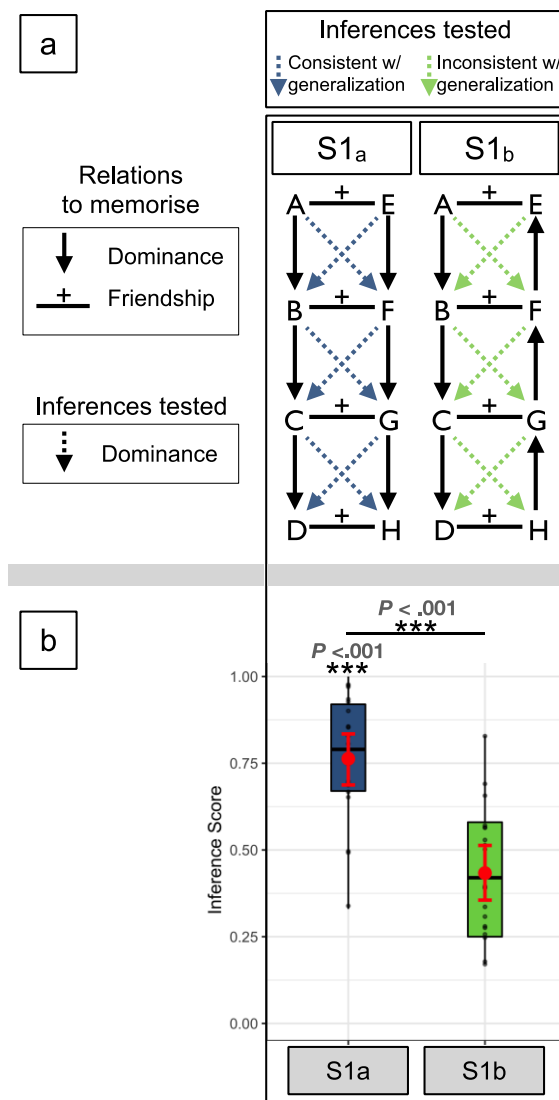 a
Inferences tested
Consistent w/ generalization
Inconsistent w/ generalization
S1a
S1b
Relations
to memorise
Dominance
+ Friendship
Inferences tested
Dominance
A + E A + E
B + F B + F
C + G C + G
D + H D + H
b
P < .001
***
P <.001
***
1.00
0.75
0.50
0.25
0.00
Inference Score
S1a
S1b